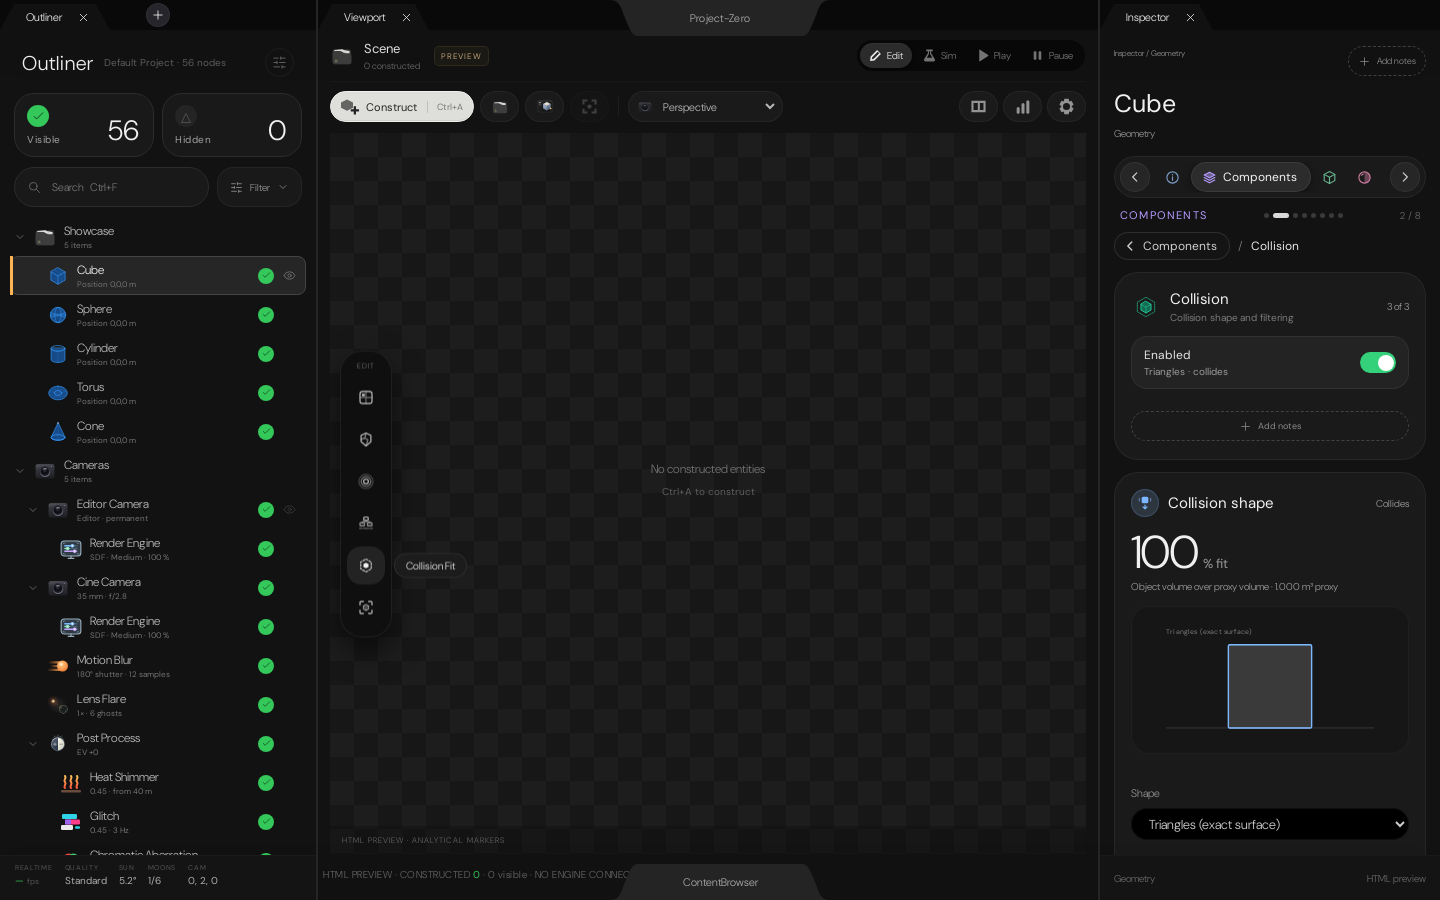 Outliner
Viewport
Project-Zero
Inspector
Outliner
Default Project · 56 nodes
Visible
56
Hidden
0
Search Ctrl+F
Filter
Showcase
5 items
Cube
Position 0,0,0 m
Sphere
Position 0,0,0 m
Cylinder
Position 0,0,0 m
Torus
Position 0,0,0 m
Cone
Position 0,0,0 m
Cameras
5 items
Editor Camera
Editor · permanent
Render Engine
SDF · Medium · 100 %
Cine Camera
35 mm · f/2.8
Render Engine
SDF · Medium · 100 %
Motion Blur
180° shutter · 12 samples
Lens Flare
1× · 6 ghosts
Post Process
EV +0
Heat Shimmer
0.45 · from 40 m
Glitch
0.45 · 3 Hz
Chromatic Aberration
REALTIME
— fps
QUALITY
Standard
SUN
5.2°
MOONS
1/6
CAM
0, 2, 0
Scene
0 constructed
PREVIEW
Edit
Sim
Play
Pause
Construct
Ctrl+A
Perspective
EDIT
Collision Fit
No constructed entities
Ctrl+A to construct
HTML PREVIEW · ANALYTICAL MARKERS
HTML PREVIEW · CONSTRUCTED 0 · 0 visible · NO ENGINE CONNEC
ContentBrowser
Inspector / Geometry
Add notes
Cube
Geometry
Components
COMPONENTS
2 / 8
Components
/ Collision
Collision
Collision shape and filtering
3 of 3
Enabled
Triangles · collides
Add notes
Collision shape
Collides
100 % fit
Object volume over proxy volume · 1.000 m³ proxy
Triangles (exact surface)
Shape
Triangles (exact surface)
Geometry
HTML preview